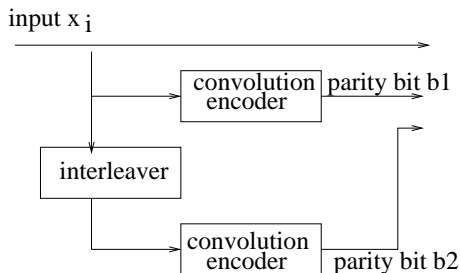 input x i
convolution
encoder
parity bit b1
interleaver
convolution
encoder
parity bit b2